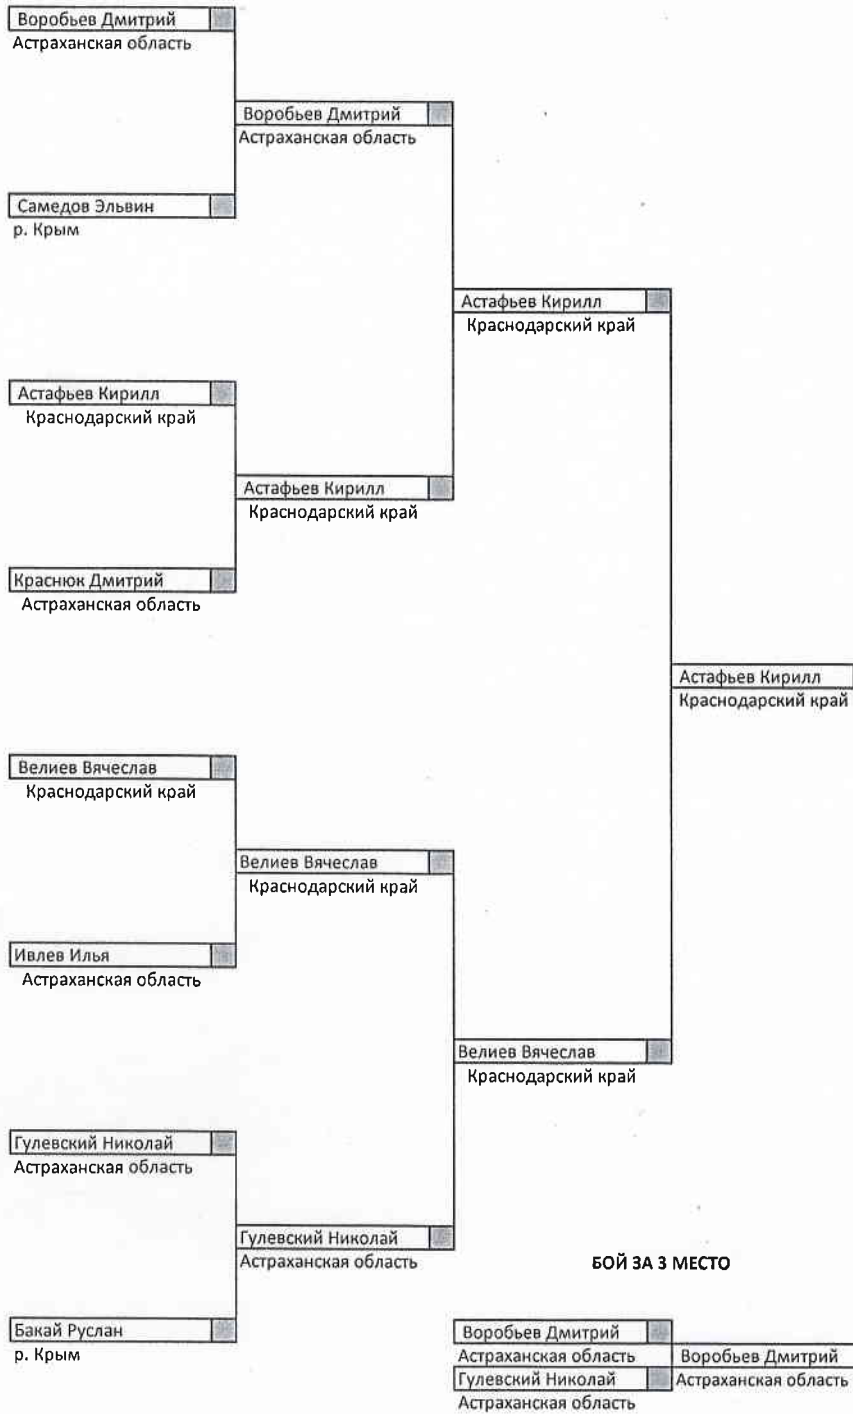 Воробьев Дмитрий
Астраханская область
Воробьев Дмитрий
Астраханская область
Самедов Эльвин
р. Крым
Астафьев Кирилл
Краснодарский край
Астафьев Кирилл
Краснодарский край
Астафьев Кирилл
Краснодарский край
Краснюк Дмитрий
Астраханская область
Астафьев Кирилл
Краснодарский край
Велиев Вячеслав
Краснодарский край
Велиев Вячеслав
Краснодарский край
Ивлев Илья
Астраханская область
Велиев Вячеслав
Краснодарский край
Гулевский Николай
Астраханская область
Гулевский Николай
Астраханская область
БОЙ ЗА 3 МЕСТО
Бакай Руслан
р. Крым
Воробьев Дмитрий
Астраханская область
Воробьев Дмитрий
Гулевский Николай
Астраханская область
Астраханская область